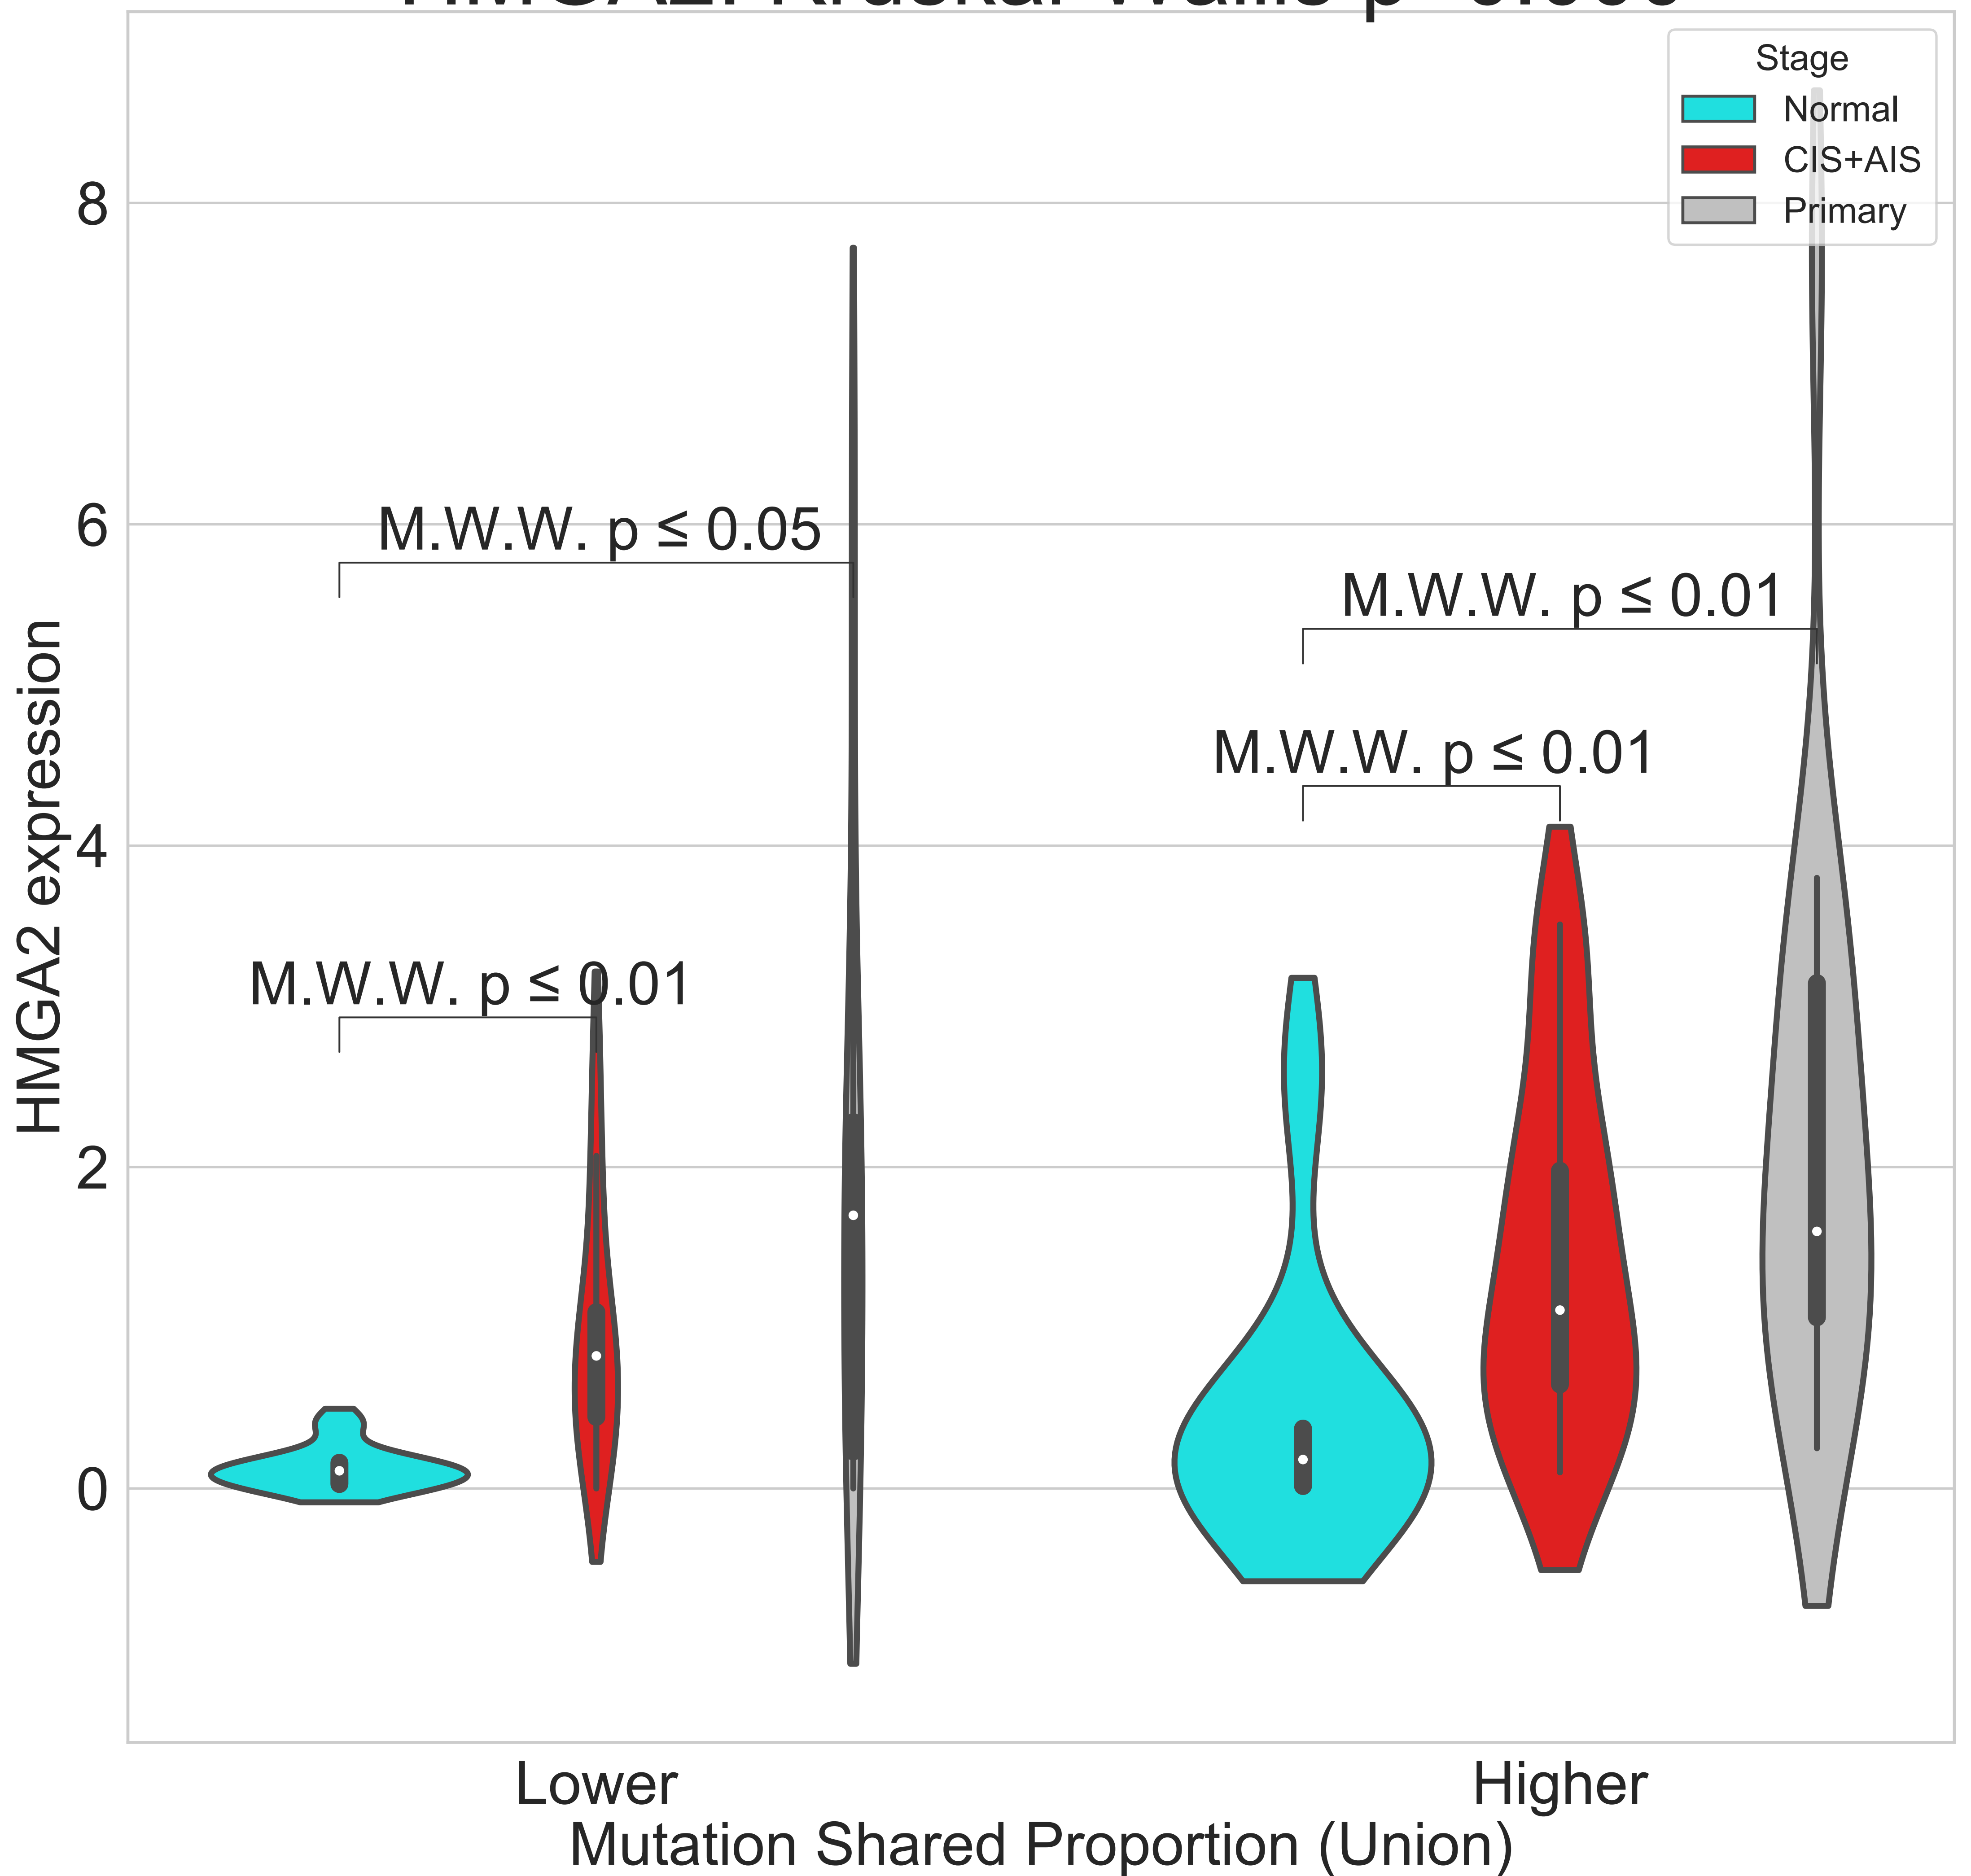 Stage
Normal
CIS+AIS
Primary
8
6
4
2
0
HMGA2 expression
M.W.W. p ≤ 0.05
M.W.W. p ≤ 0.01
M.W.W. p ≤ 0.01
M.W.W. p ≤ 0.01
Lower
Higher
Mutation Shared Proportion (Union)